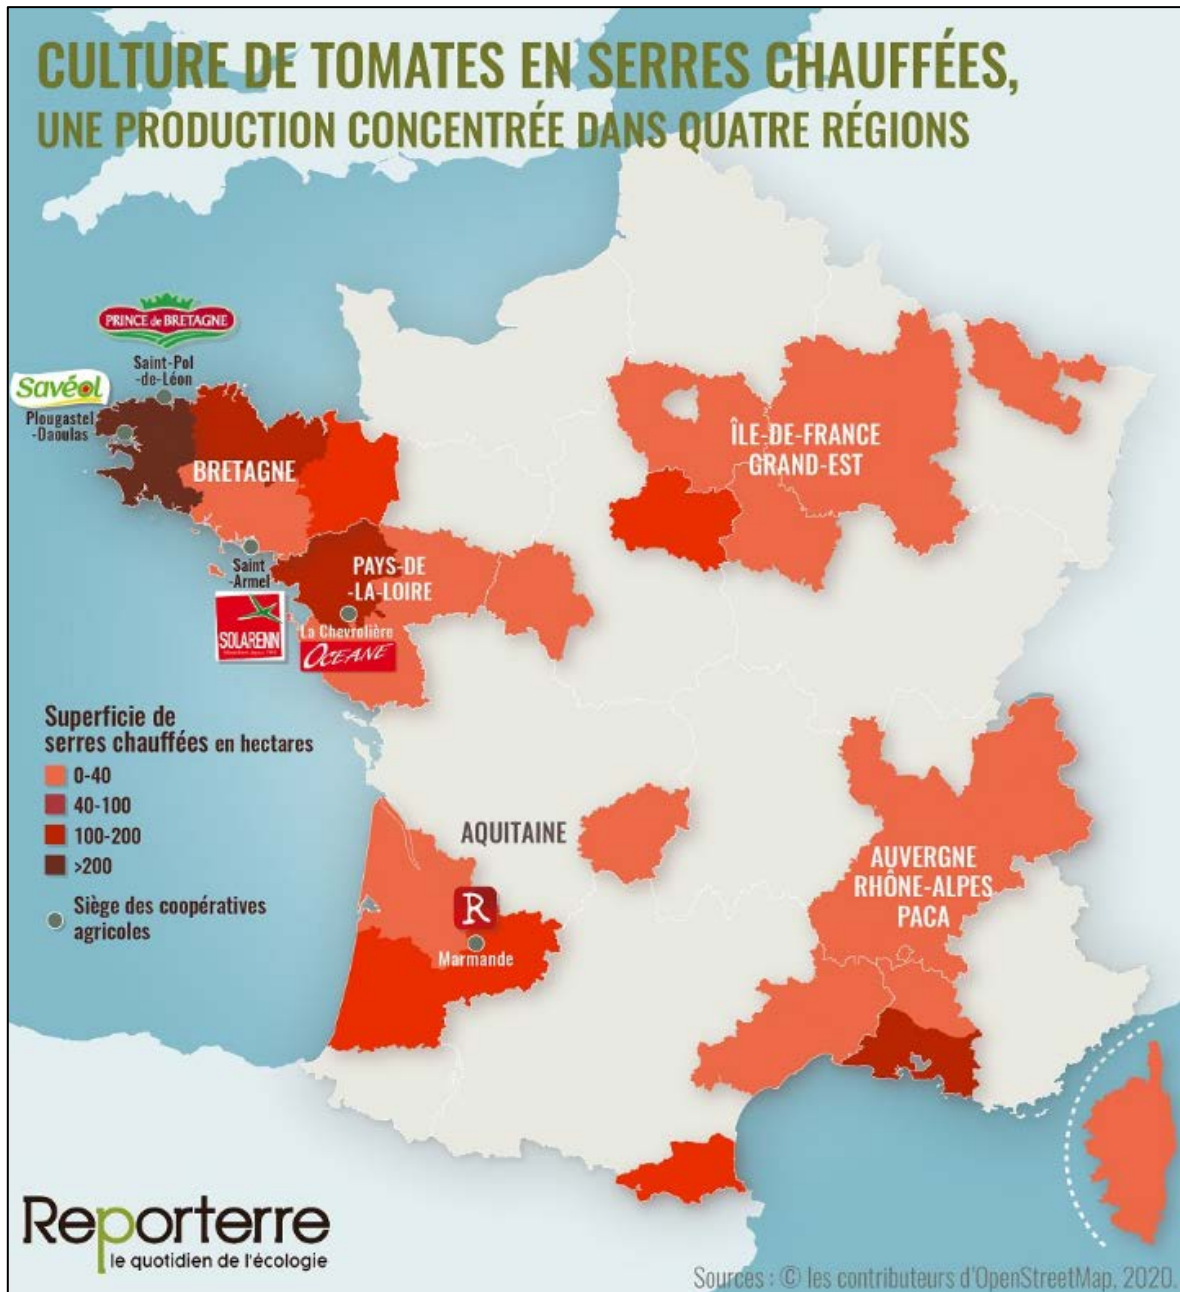 CULTURE DE TOMATES EN SERRES CHAUFFÉES,
UNE PRODUCTION CONCENTRÉE DANS QUATRE RÉGIONS
PRINCE de BRETAGNE
Saint-Pol
-de-Léon
Savéol
Plougastel
-Daoulas
BRETAGNE
ÎLE-DE-FRANCE
GRAND-EST
Saint
-Armel
PAYS-DE
-LA-LOIRE
SOLARENN
La Chevrolière
OCEANE
Superficie de
serres chauffées en hectares
0-40
40-100
100-200
>200
Siège des coopératives
agricoles
AQUITAINE
R
Marmande
AUVERGNE
RHÔNE-ALPES
PACA
Reporterre
le quotidien de l'écologie
Sources : © les contributeurs d'OpenStreetMap, 2020.